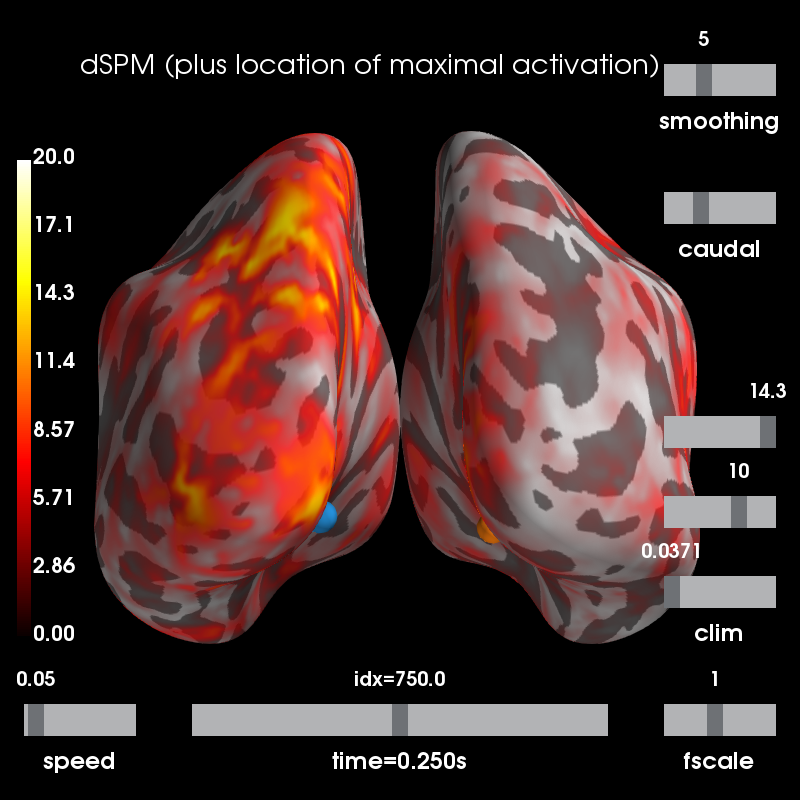 5
dSPM (plus location of maximal activation)
smoothing
20.0
17.1
14.3
11.4
8.57
5.71
2.86
0.00
caudal
14.3
10
0.0371
clim
0.05
speed
idx=750.0
time=0.250s
1
fscale